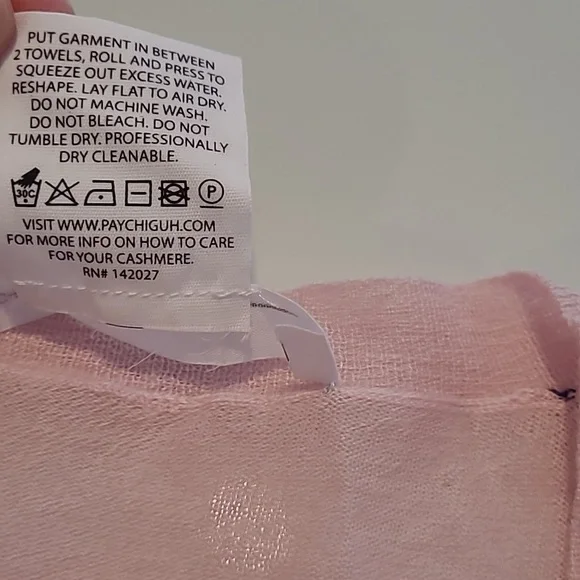 PUT GARMENT IN BETWEEN
2 TOWELS, ROLL AND PRESS TO
SQUEEZE OUT EXCESS WATER.
RESHAPE. LAY FLAT TO AIR DRY.
DO NOT MACHINE WASH.
DO NOT BLEACH. DO NOT
TUMBLE DRY. PROFESSIONALLY
DRY CLEANABLE.
30C P
VISIT WWW.PAYCHIGUH.COM
FOR MORE INFO ON HOW TO CARE
FOR YOUR CASHMERE.
RN# 142027